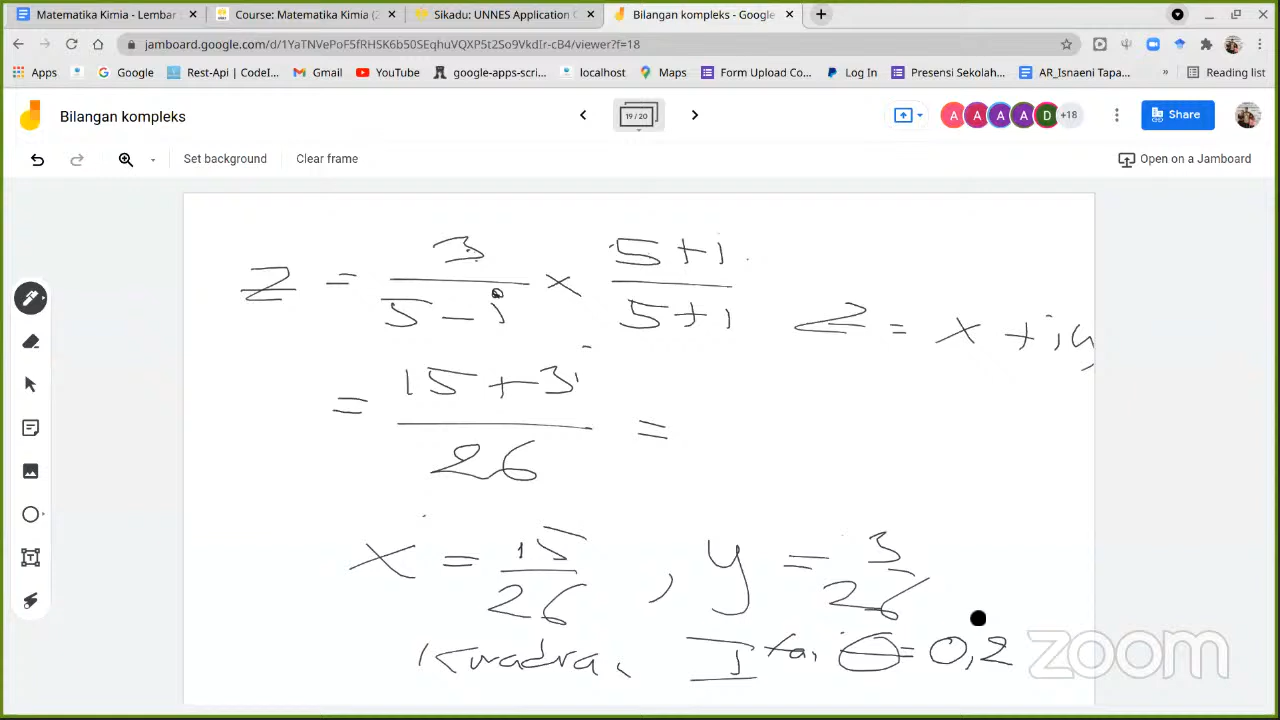 Matematika Kimia - Lembar
Course: Matematika Kimia (2
Sikadu: UNNES Application C
Bilangan kompleks - Google
jamboard.google.com/d/1YaTNVePoF5fRHSKGh50SEqhuVQXP5t2So9VkdIr-cB4/viewer?f=18
Apps
Google
Rest-Api | CodeI...
Gmail
YouTube
google-apps-scri...
localhost
Maps
Form Upload Co...
Log In
Presensi Sekolah...
AR_Isnaeni Tapa...
»
Reading list
Bilangan kompleks
19 / 20
A A A A D +18
Share
Set background
Clear frame
Open on a Jamboard
3 5+i
Z = × 
5-i 5+i
Z = x + iy
15+3i
= =
26
x = 15 , y = 3
26 26
Kuadran I tan θ = 0,2
zoom